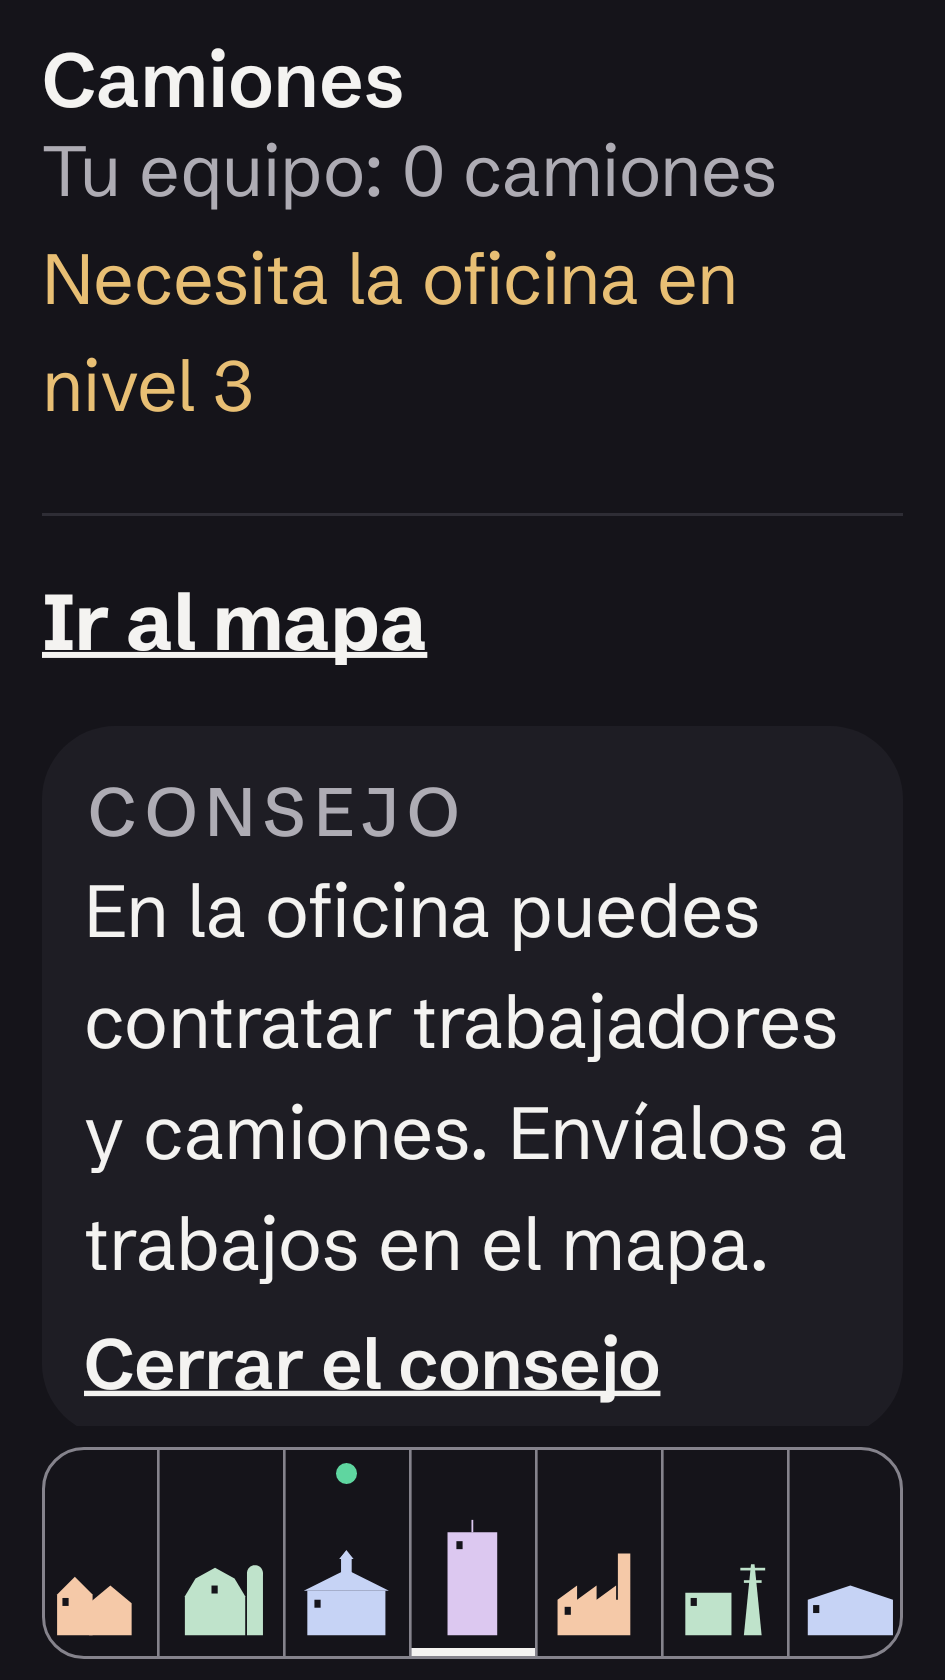 Camiones
Tu equipo: 0 camiones
Necesita la oficina en
nivel 3
Ir al mapa
CONSEJO
En la oficina puedes
contratar trabajadores
y camiones. Envíalos a
trabajos en el mapa.
Cerrar el consejo